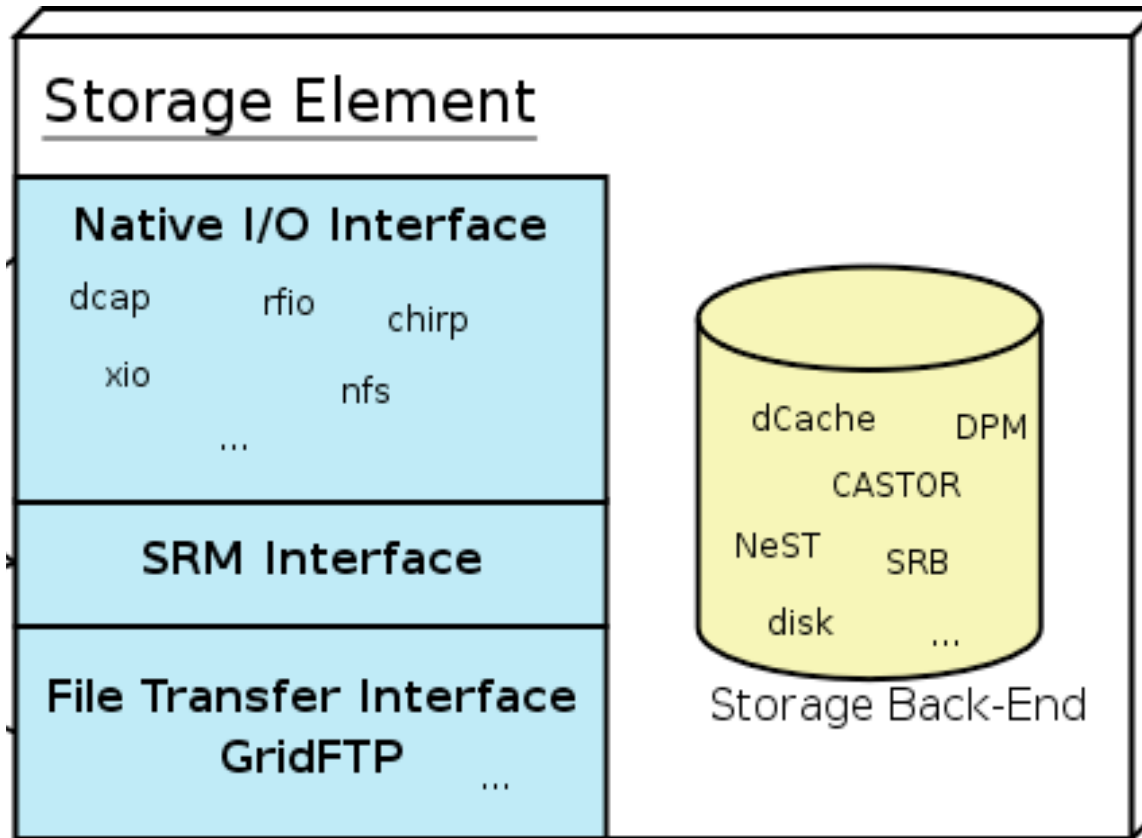 Storage Element
Native I/O Interface
dcap
rfio
chirp
xio
nfs
...
SRM Interface
File Transfer Interface
GridFTP
...
dCache
DPM
CASTOR
NeST
SRB
disk
...
Storage Back-End